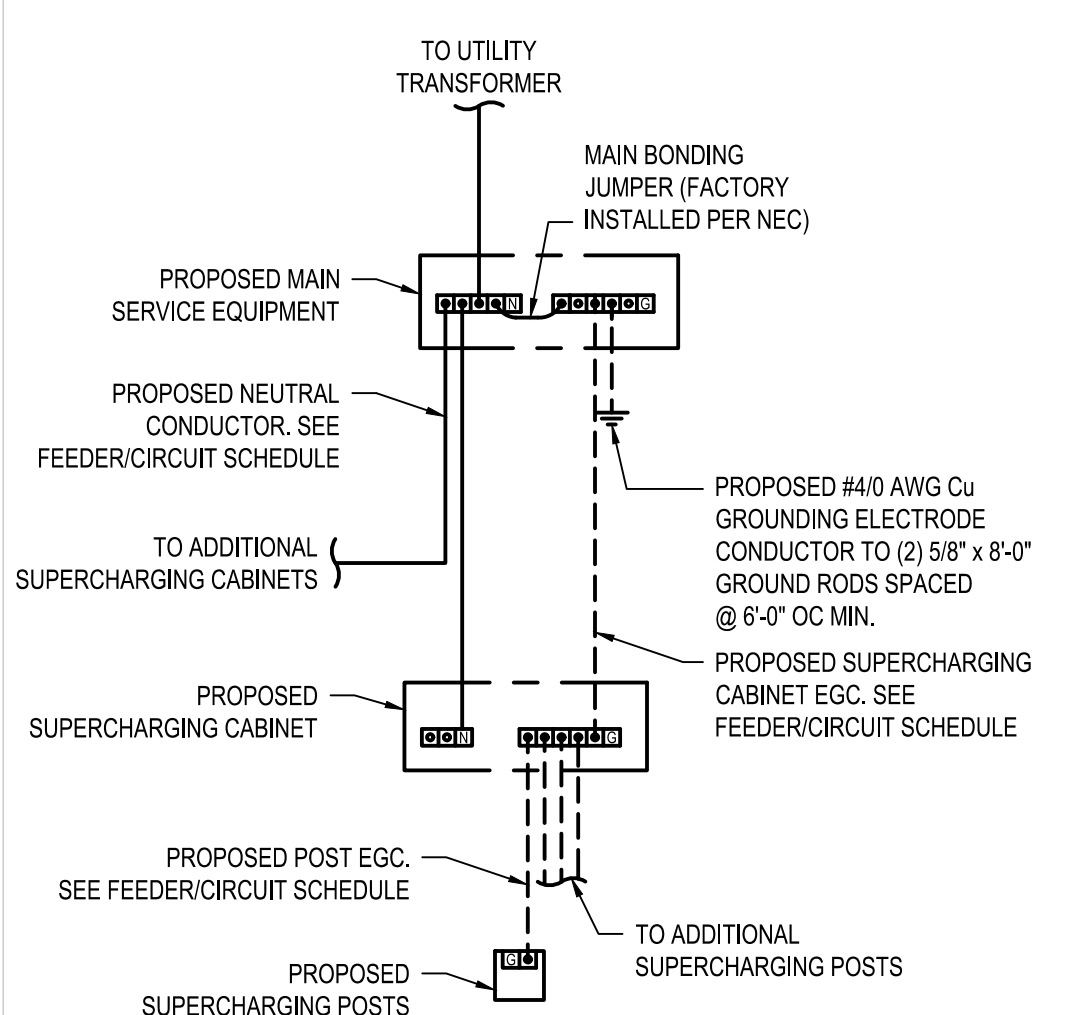 TO UTILITY
TRANSFORMER
MAIN BONDING
JUMPER (FACTORY
INSTALLED PER NEC)
PROPOSED MAIN
SERVICE EQUIPMENT
N
G
PROPOSED NEUTRAL
CONDUCTOR. SEE
FEEDER/CIRCUIT SCHEDULE
PROPOSED #4/0 AWG Cu
GROUNDING ELECTRODE
CONDUCTOR TO (2) 5/8" x 8'-0"
GROUND RODS SPACED
@ 6'-0" OC MIN.
TO ADDITIONAL
SUPERCHARGING CABINETS
PROPOSED SUPERCHARGING
CABINET EGC. SEE
FEEDER/CIRCUIT SCHEDULE
PROPOSED
SUPERCHARGING CABINET
N
G
PROPOSED POST EGC.
SEE FEEDER/CIRCUIT SCHEDULE
TO ADDITIONAL
SUPERCHARGING POSTS
G
PROPOSED
SUPERCHARGING POSTS